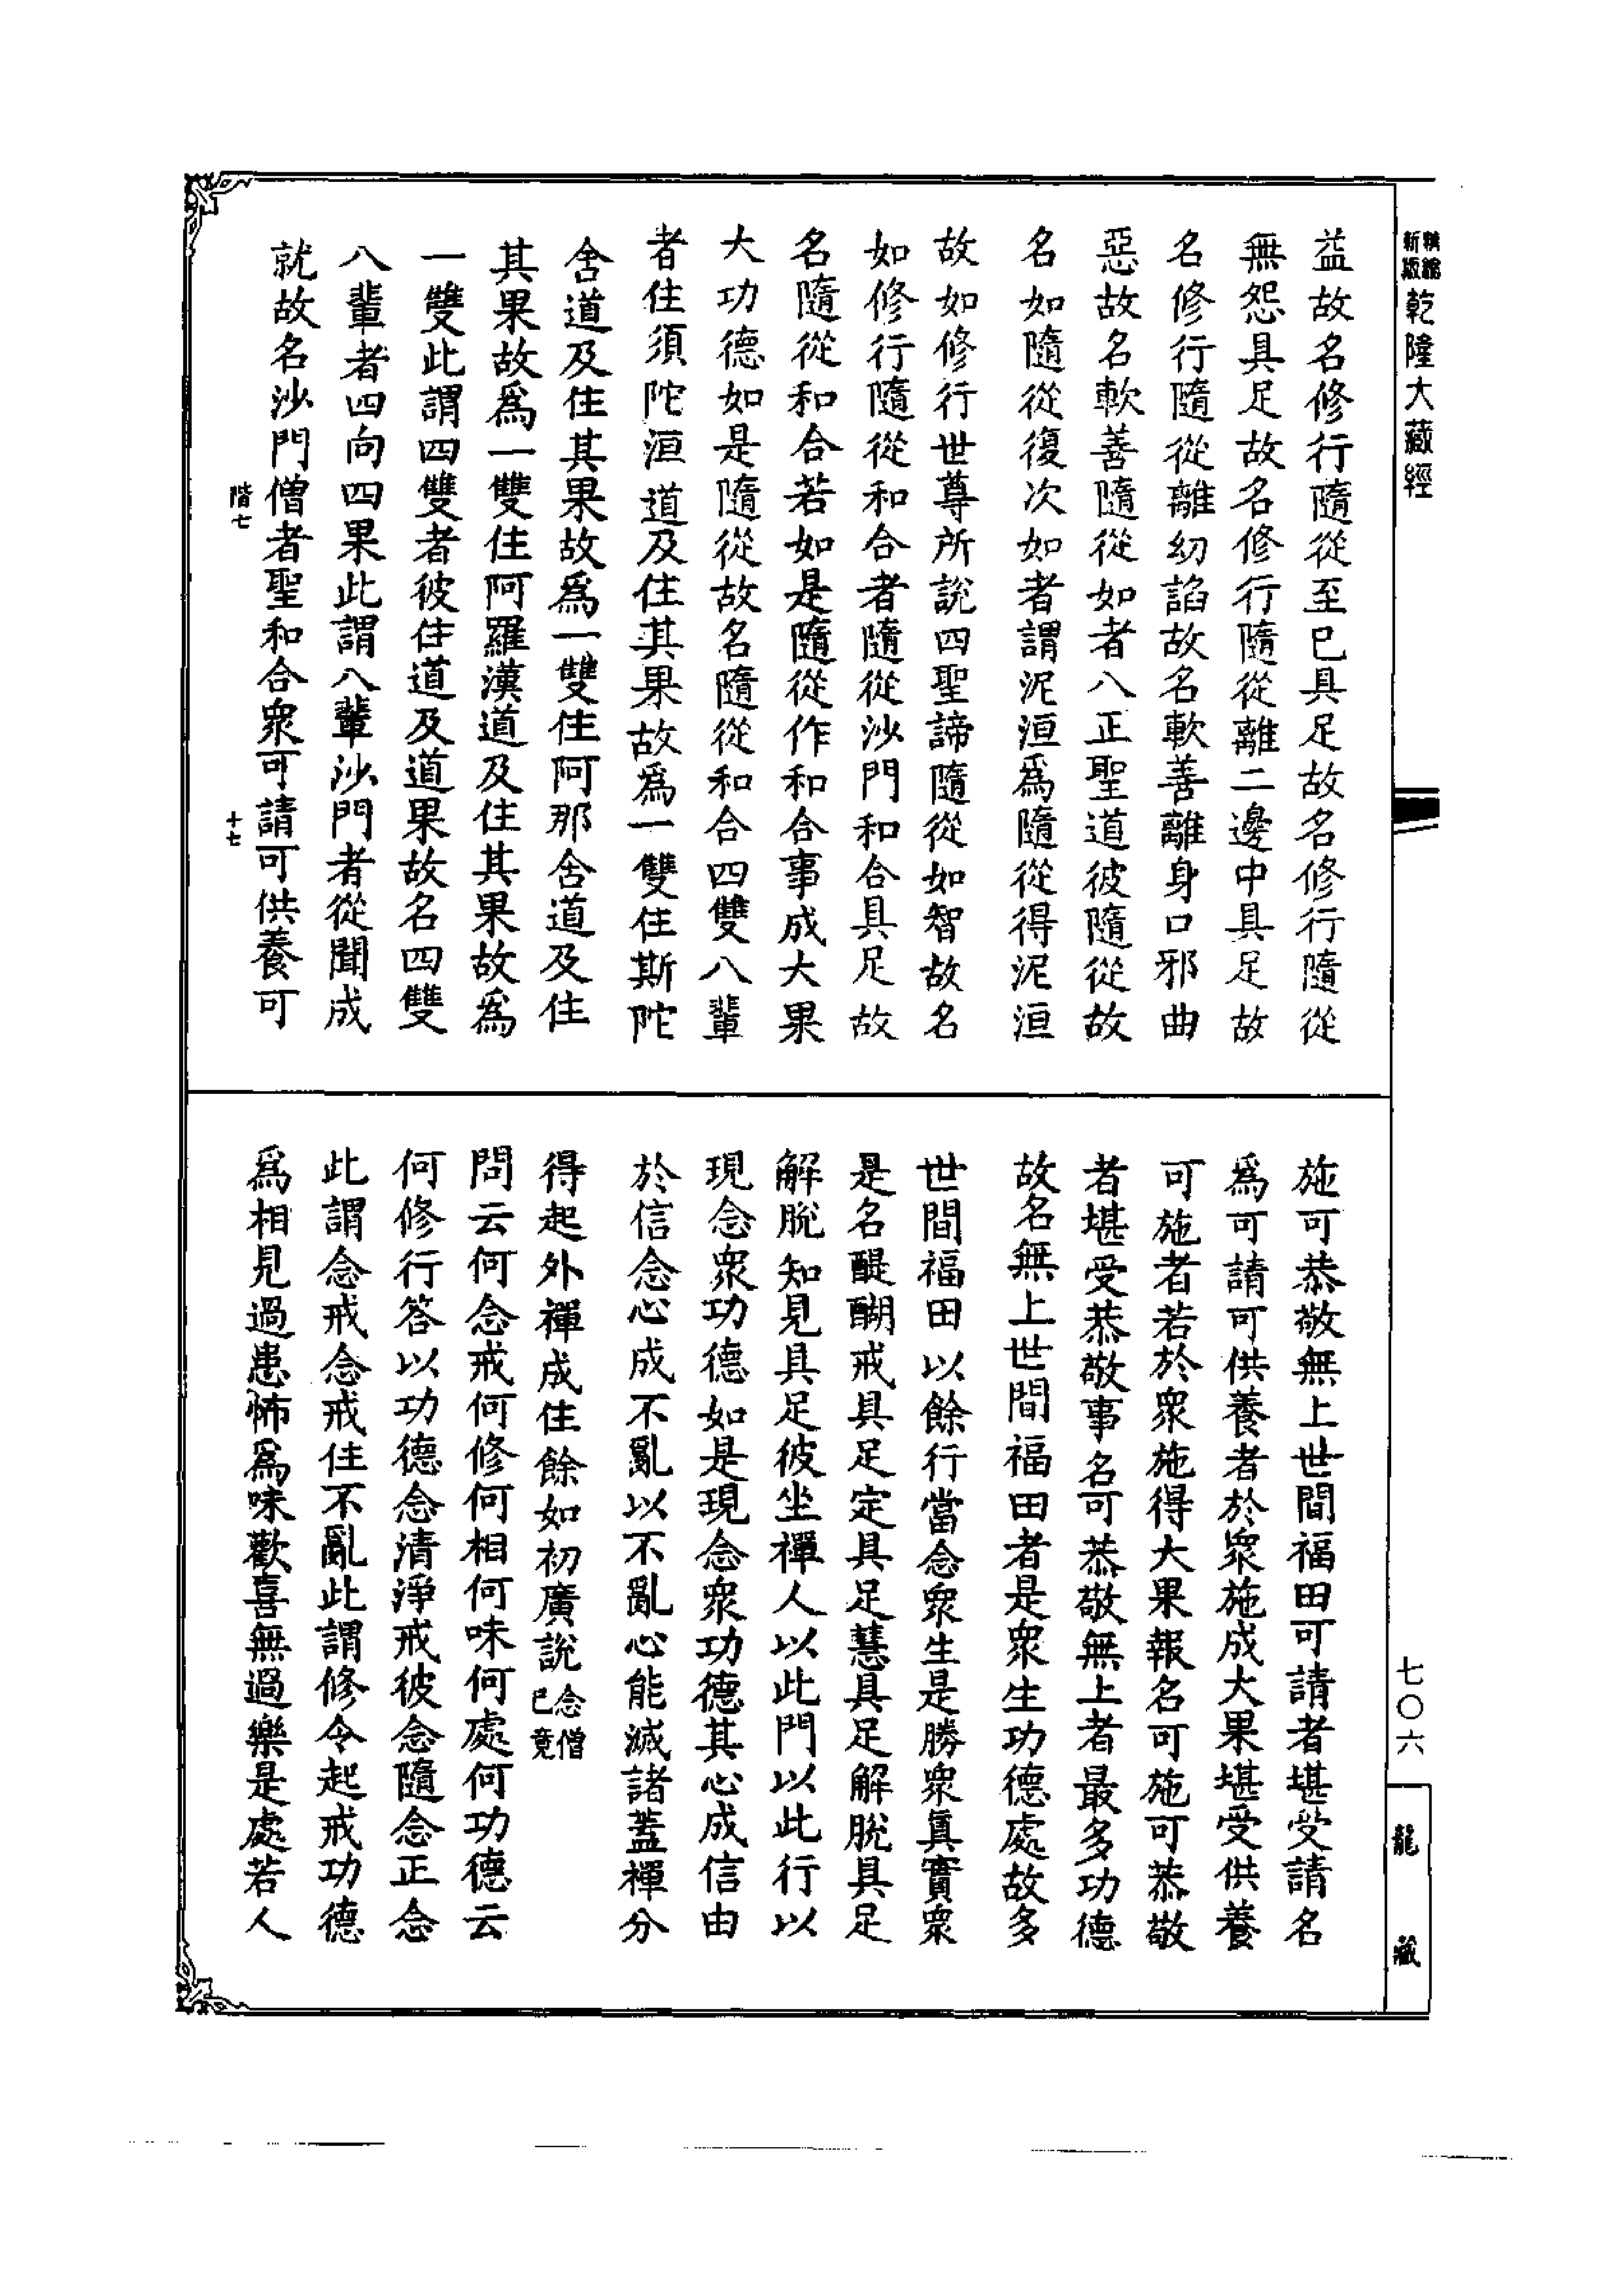 新版
精縮
乾隆大藏經
益故名修行隨從至已具足故名修行隨從
無怨具足故名修行隨從離二邊中具足故
名修行隨從離幻諂故名軟善離身口邪曲
惡故名軟善隨從如者八正聖道彼隨從故
名如隨從復次如者謂泥洹爲隨從得泥洹
故如修行世尊所說四聖諦隨從如智故名
如修行隨從和合者隨從沙門和合具足故
名隨從和合若如是隨從作和合事成大果
大功德如是隨從故名隨從和合四雙八輩
者住須陀洹道及住其果故爲一雙住斯陀
含道及住其果故爲一雙住阿那含道及住
其果故爲一雙住阿羅漢道及住其果故爲
一雙此謂四雙者彼住道及道果故名四雙
八輩者四向四果此謂八輩沙門者從聞成
就故名沙門僧者聖和合衆可請可供養可
階七
十七
施可恭敬無上世間福田可請者堪受請名
爲可請可供養者於衆施成大果堪受供養
可施者若於衆施得大果報名可施可恭敬
者堪受恭敬事名可恭敬無上者最多功德
故名無上世間福田者是衆生功德處故多
世間福田以餘行當念衆生是勝衆眞實衆
是名醍醐戒具足定具足慧具足解脫具足
解脫知見具足彼坐禪人以此門以此行以
現念衆功德如是現念衆功德其心成信由
於信念心成不亂以不亂心能滅諸蓋禪分
得起外禪成住餘如初廣說念僧已竟
問云何念戒何修何相何味何處何功德云
何修行答以功德念清淨戒彼念隨念正念
此謂念戒念戒住不亂此謂修令起戒功德
爲相見過患怖爲味歡喜無過樂是處若人
七〇六
龍藏